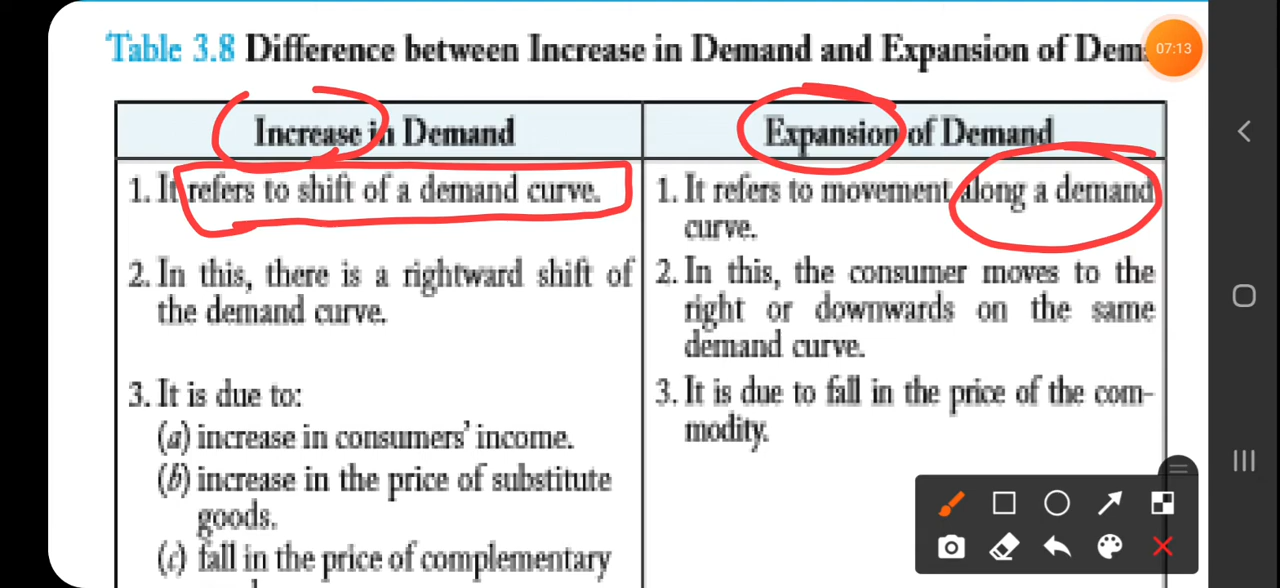 Table 3.8 Difference between Increase in Demand and Expansion of Dem
07:13
Increase in Demand
Expansion of Demand
1. It refers to shift of a demand curve.
1. It refers to movement along a demand
curve.
2. In this, there is a rightward shift of
the demand curve.
2. In this, the consumer moves to the
right or downwards on the same
demand curve.
3. It is due to:
(a) increase in consumers' income.
(b) increase in the price of substitute
goods.
(c) fall in the price of complementary
3. It is due to fall in the price of the com-
modity.